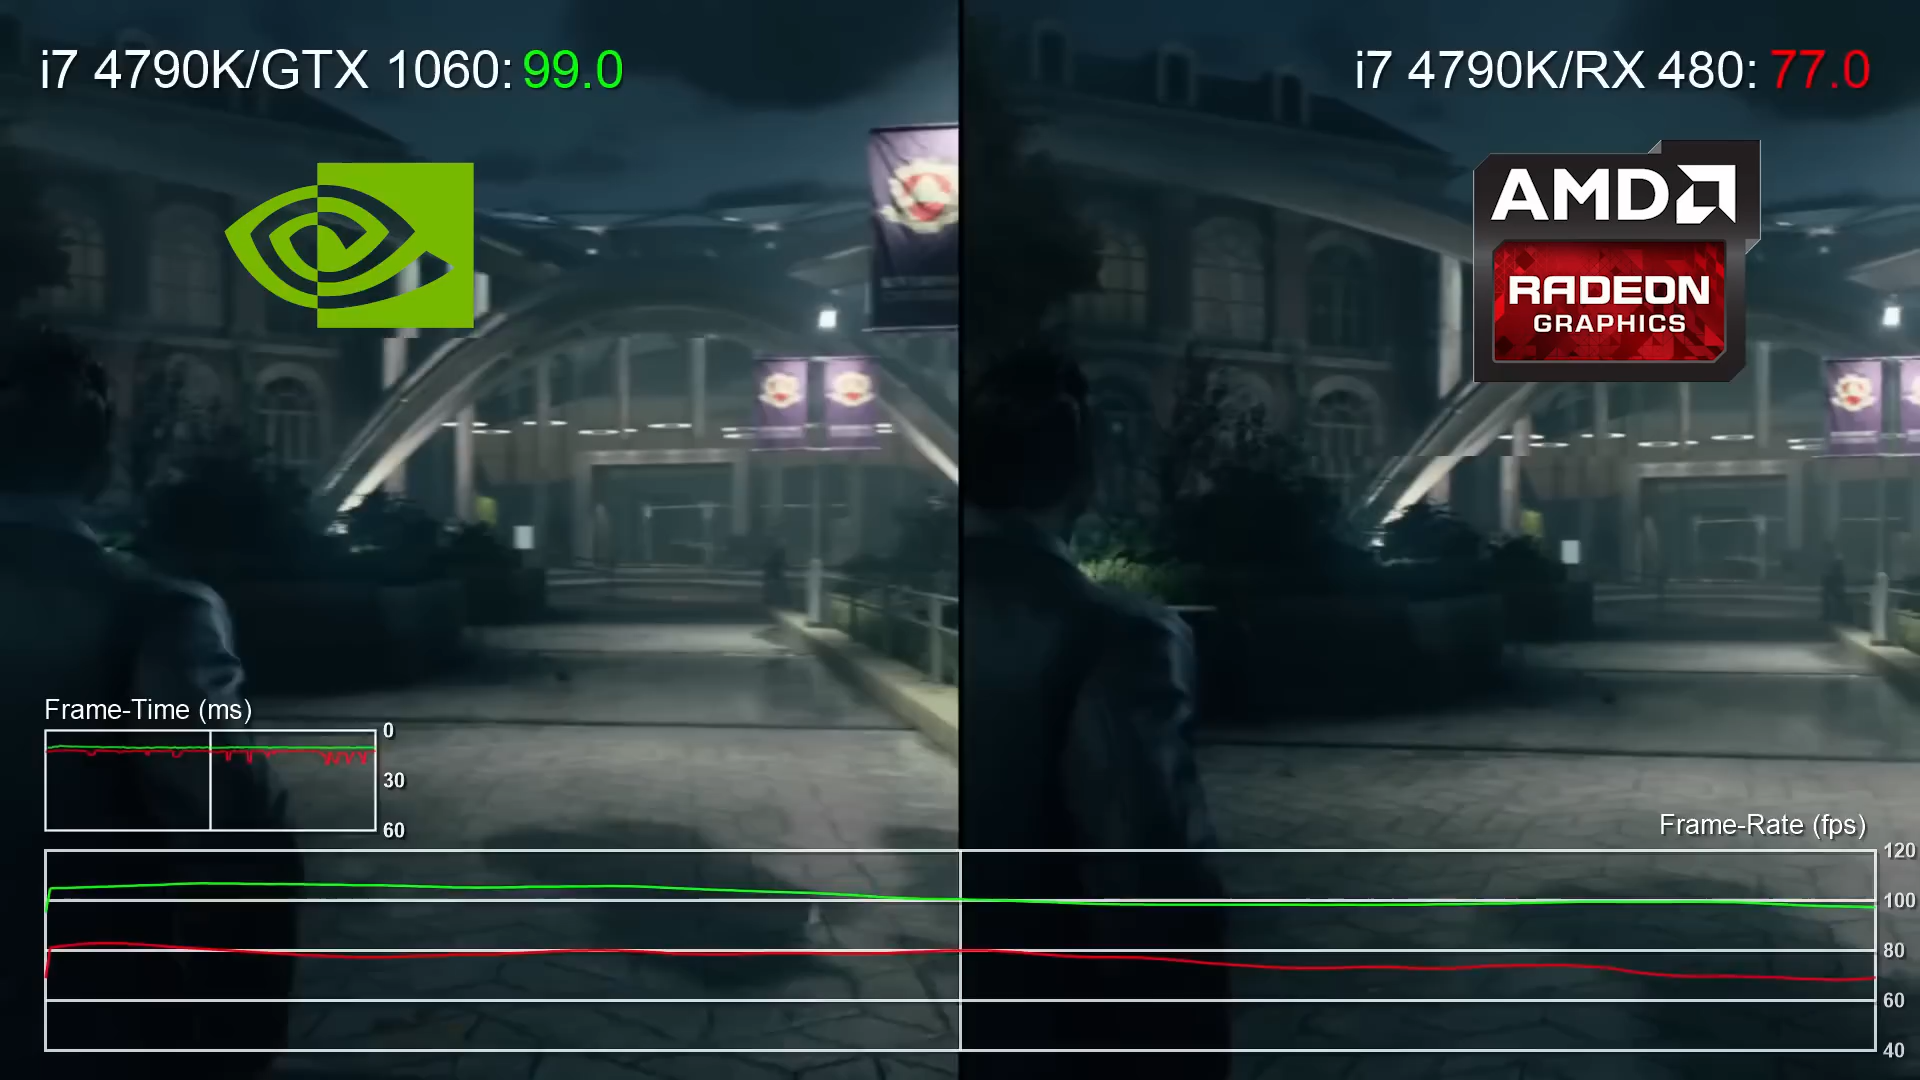 i7 4790K/GTX 1060: 99.0
i7 4790K/RX 480: 77.0
AMD
RADEON
GRAPHICS
Frame-Time (ms)
0
30
60
Frame-Rate (fps)
120
100
80
60
40